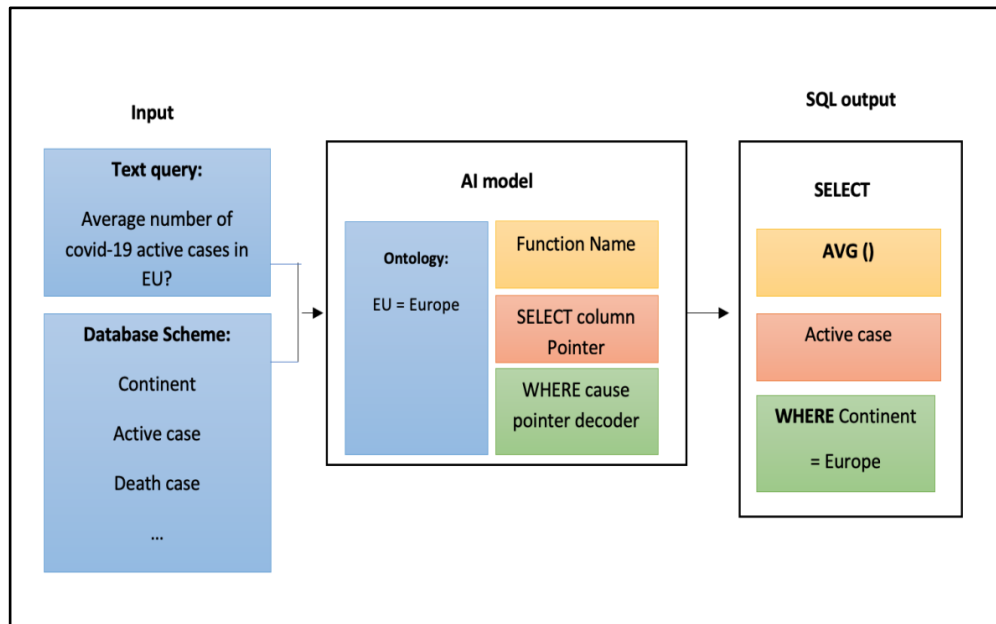 Input
Text query:
Average number of
covid-19 active cases in
EU?
Database Scheme:
Continent
Active case
Death case
...
AI model
Ontology:
EU = Europe
Function Name
SELECT column
Pointer
WHERE cause
pointer decoder
SQL output
SELECT
AVG ()
Active case
WHERE Continent
= Europe